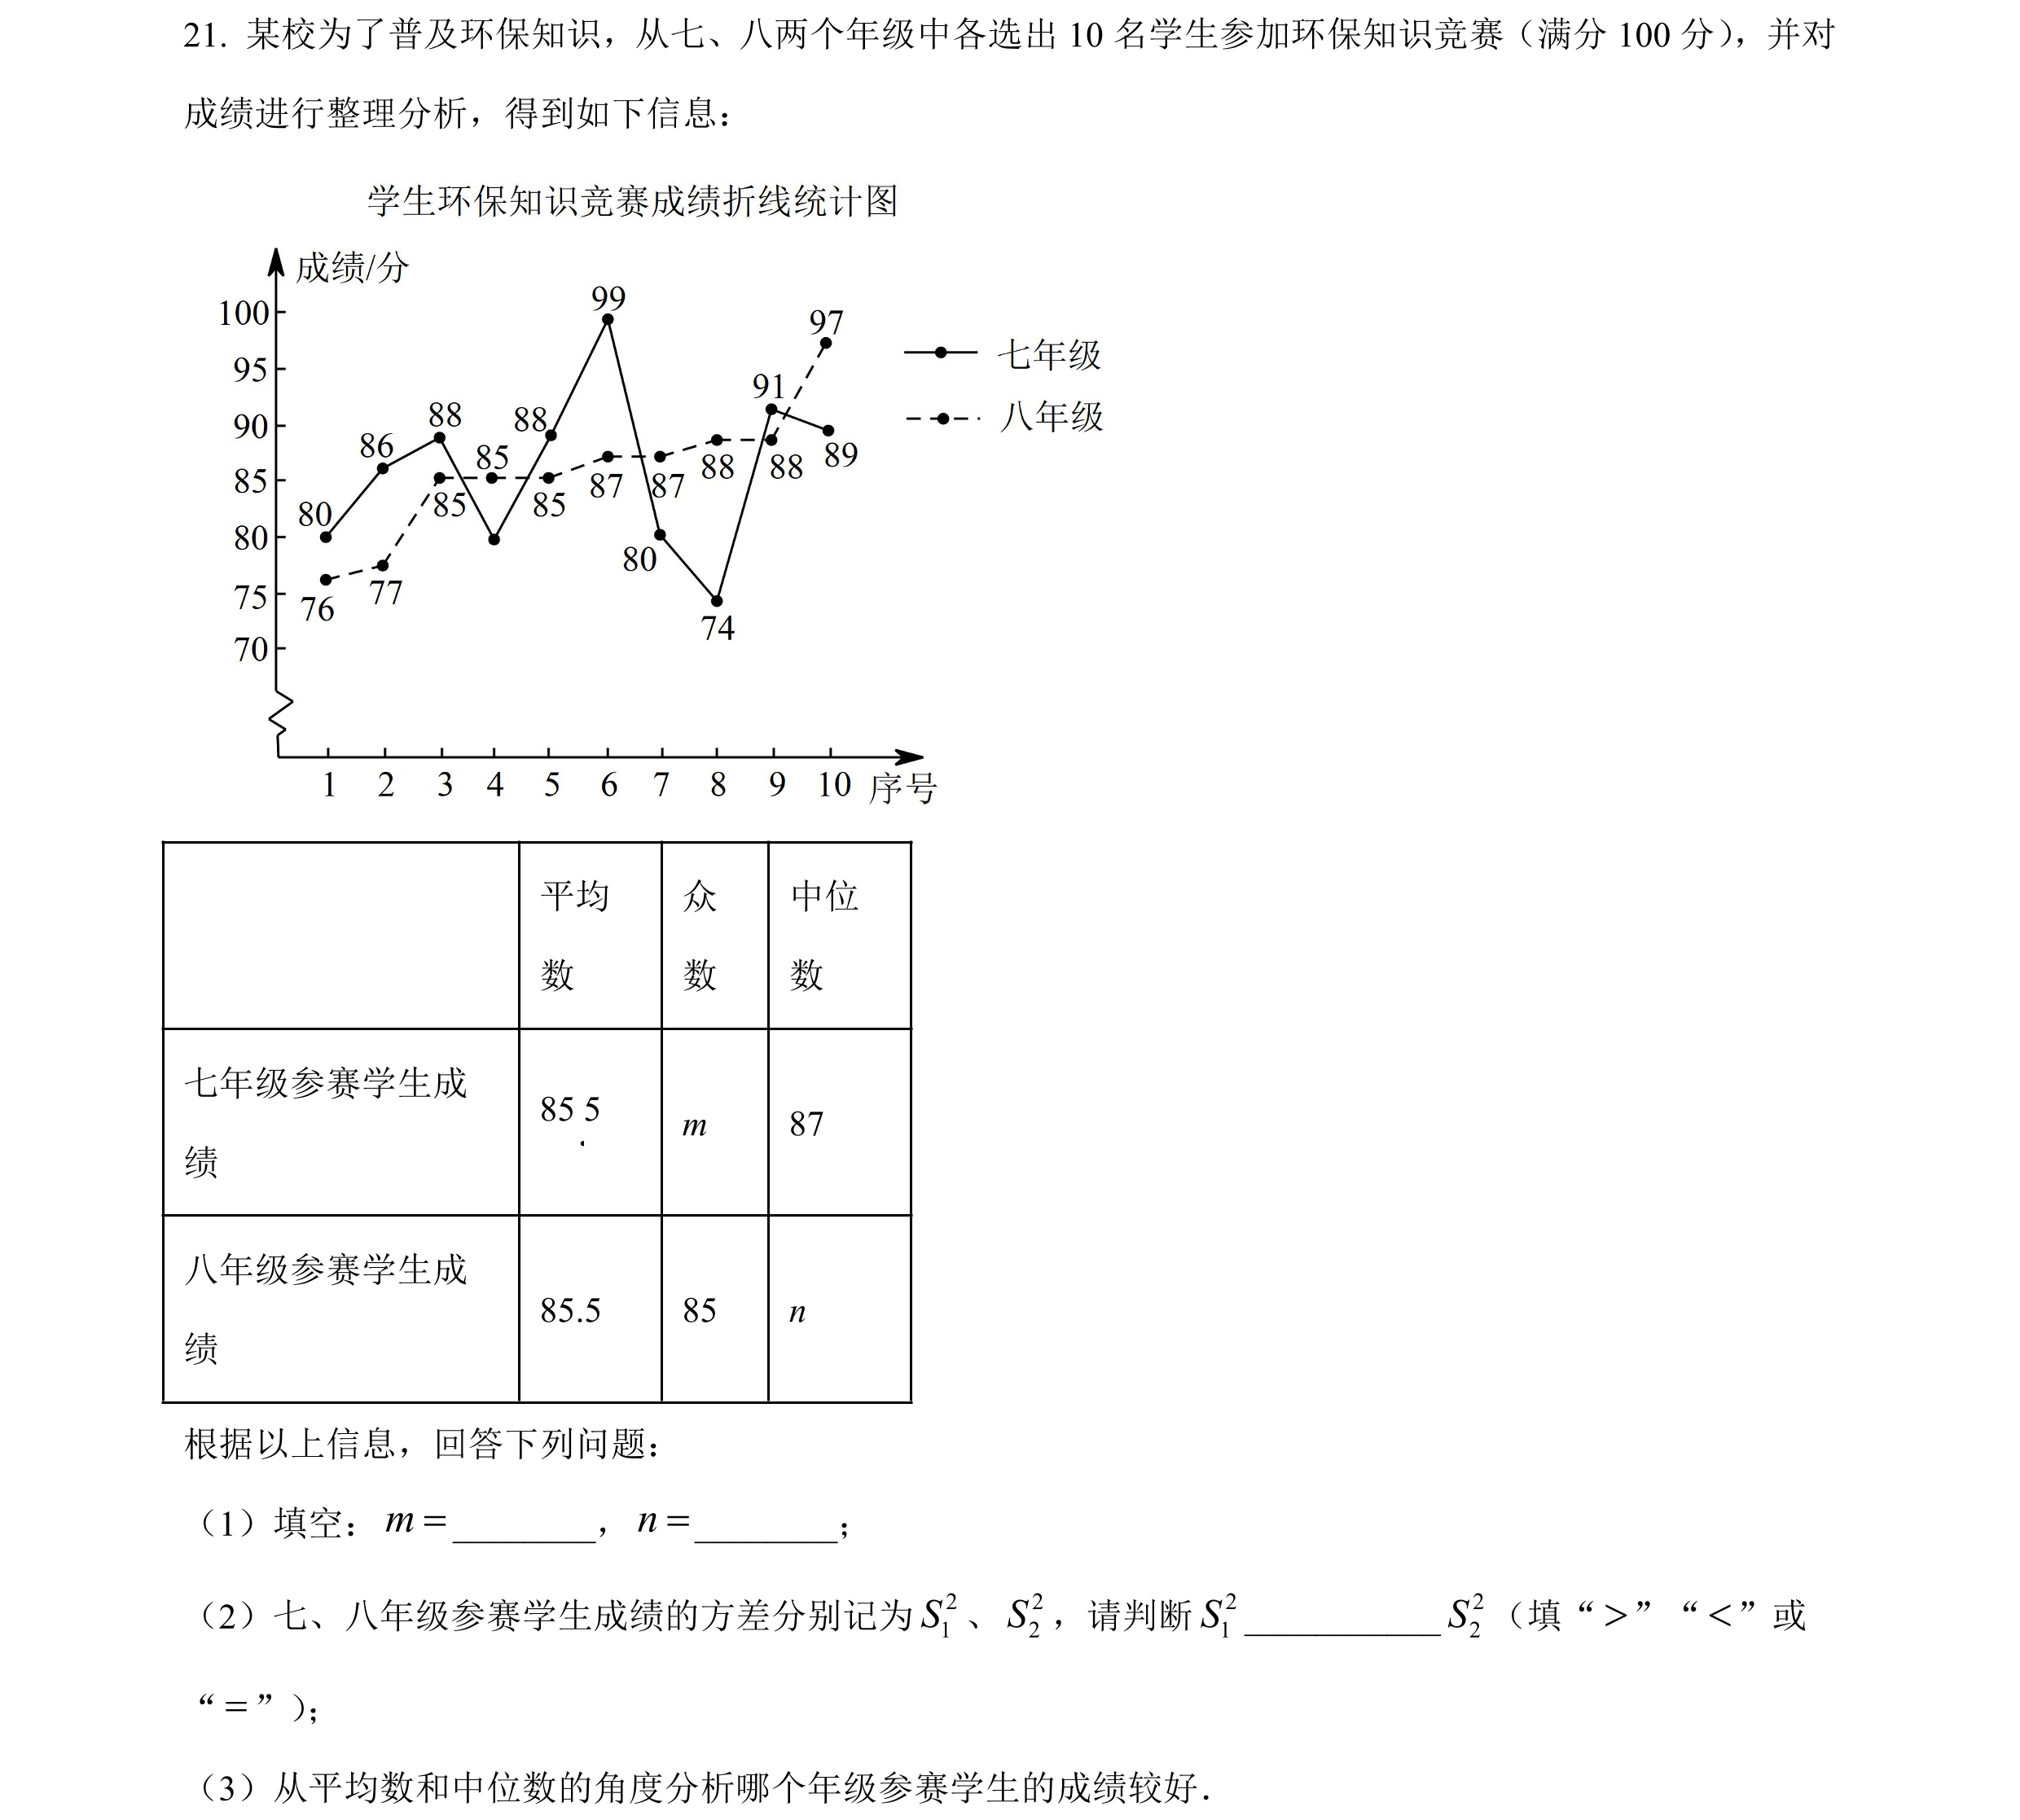 21. 某校为了普及环保知识，从七、八两个年级中各选出 10 名学生参加环保知识竞赛（满分 100 分），并对
成绩进行整理分析，得到如下信息：
学生环保知识竞赛成绩折线统计图
成绩/分
100
95
90
85
80
75
70
80
86
88
85
85
88
85
99
87
87
80
88
74
91
88
97
89
76
77
七年级
八年级
1 2 3 4 5 6 7 8 9 10 序号
平均数 众数 中位数
七年级参赛学生成绩 85.5 m 87
八年级参赛学生成绩 85.5 85 n
根据以上信息，回答下列问题：
（1）填空：m = ________，n = ________；
（2）七、八年级参赛学生成绩的方差分别记为 S₁²、S₂²，请判断 S₁² ___________ S₂²（填“＞”“＜”或
“＝”）；
（3）从平均数和中位数的角度分析哪个年级参赛学生的成绩较好．